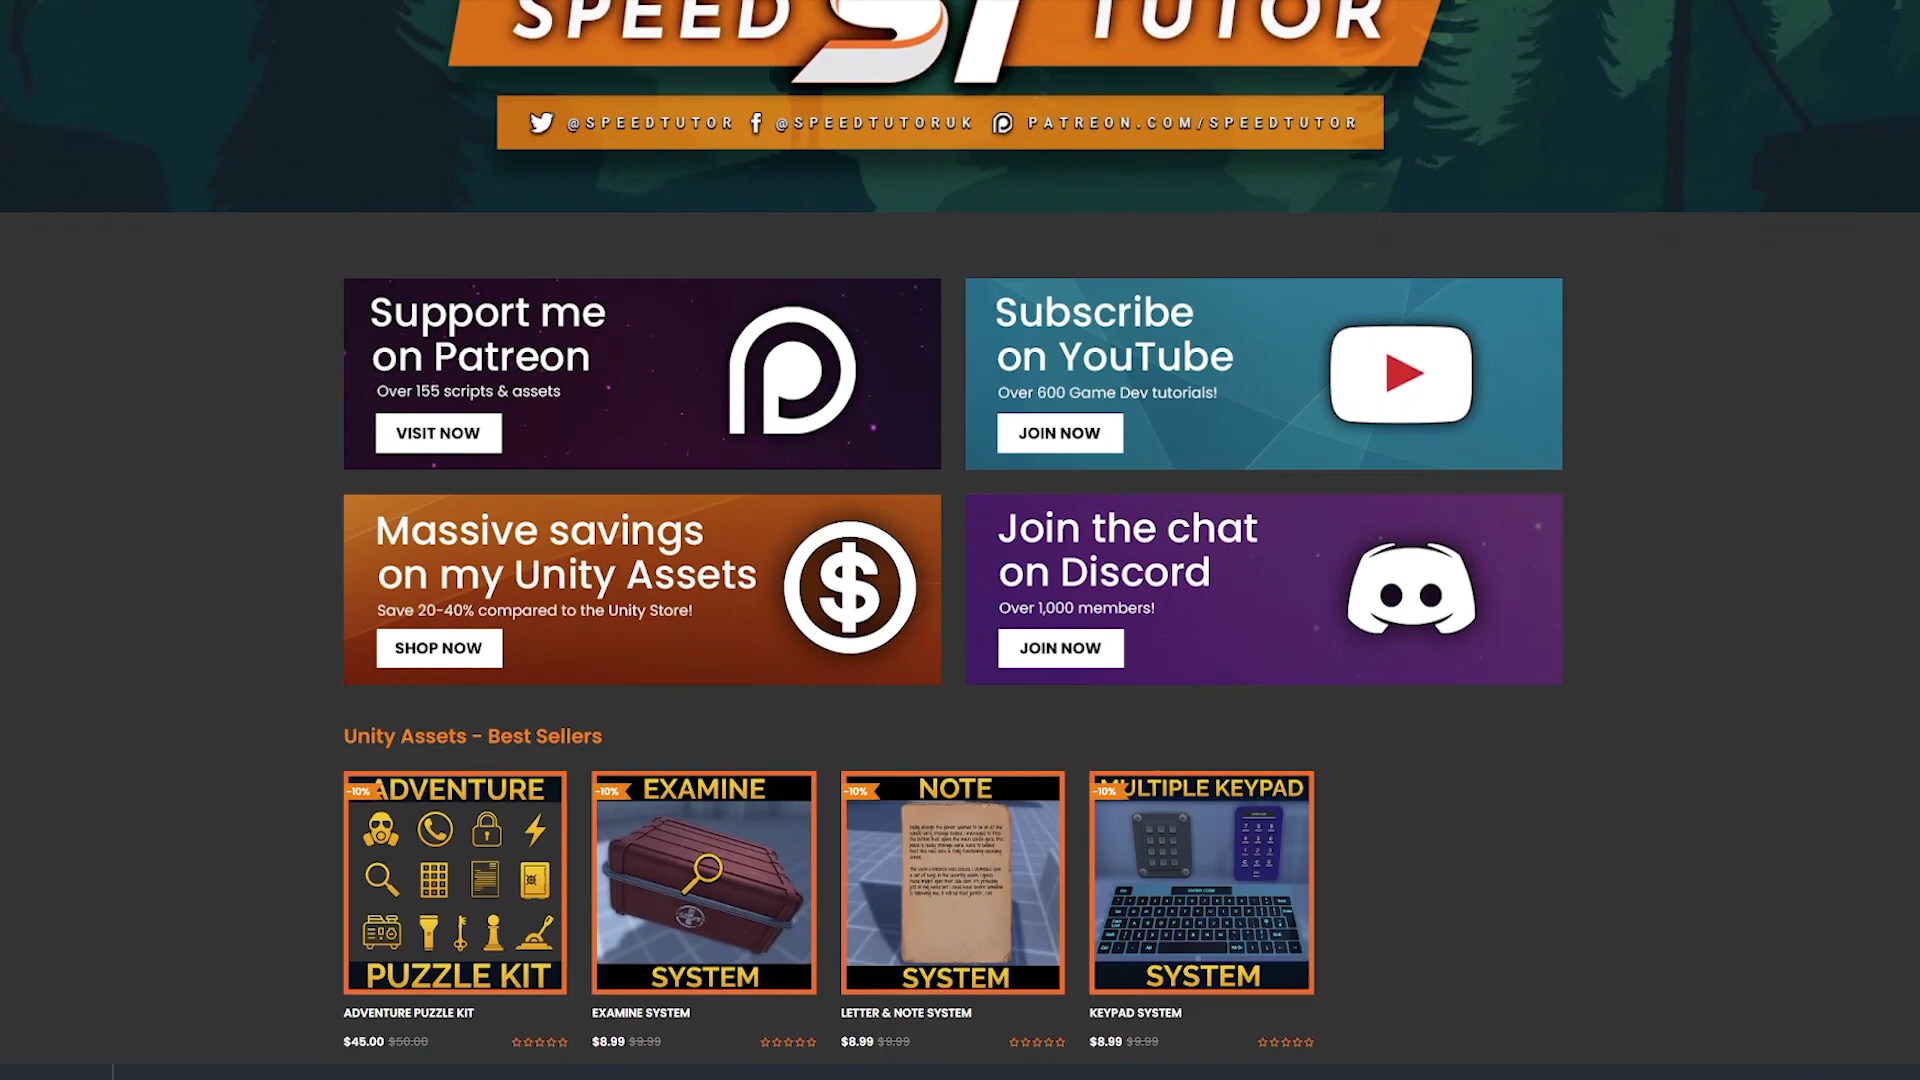 SPEED ST TUTOR
@SPEEDTUTOR @SPEEDTUTORUK PATREON.COM/SPEEDTUTOR
Support me
on Patreon
Over 155 scripts & assets
VISIT NOW
Subscribe
on YouTube
Over 600 Game Dev tutorials!
JOIN NOW
Massive savings
on my Unity Assets
Save 20-40% compared to the Unity Store!
SHOP NOW
Join the chat
on Discord
Over 1,000 members!
JOIN NOW
Unity Assets - Best Sellers
-10% ADVENTURE
PUZZLE KIT
ADVENTURE PUZZLE KIT
$45.00 $50.00
-10% EXAMINE
SYSTEM
EXAMINE SYSTEM
$8.99 $9.99
-10% NOTE
SYSTEM
LETTER & NOTE SYSTEM
$8.99 $9.99
-10% MULTIPLE KEYPAD
SYSTEM
KEYPAD SYSTEM
$8.99 $9.99